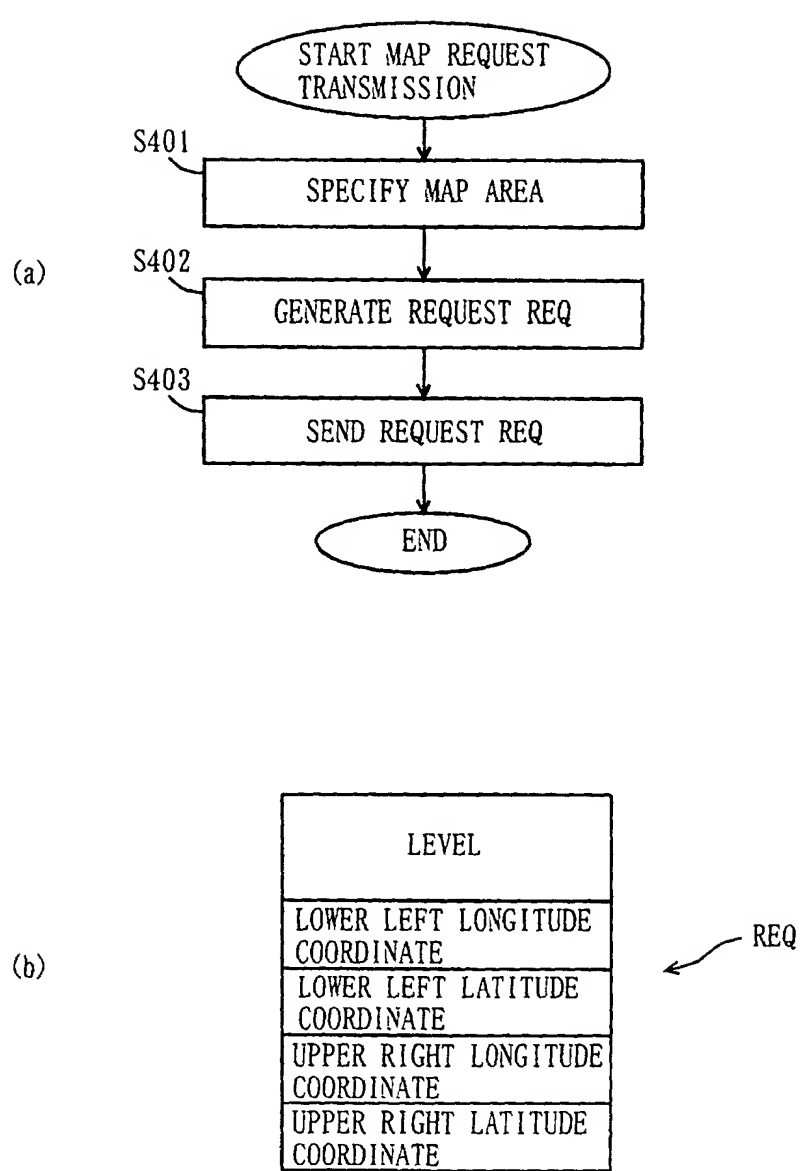 START MAP REQUEST
TRANSMISSION
S401
SPECIFY MAP AREA
(a)
S402
GENERATE REQUEST REQ
S403
SEND REQUEST REQ
END
LEVEL
LOWER LEFT LONGITUDE
COORDINATE
(b)
REQ
LOWER LEFT LATITUDE
COORDINATE
UPPER RIGHT LONGITUDE
COORDINATE
UPPER RIGHT LATITUDE
COORDINATE